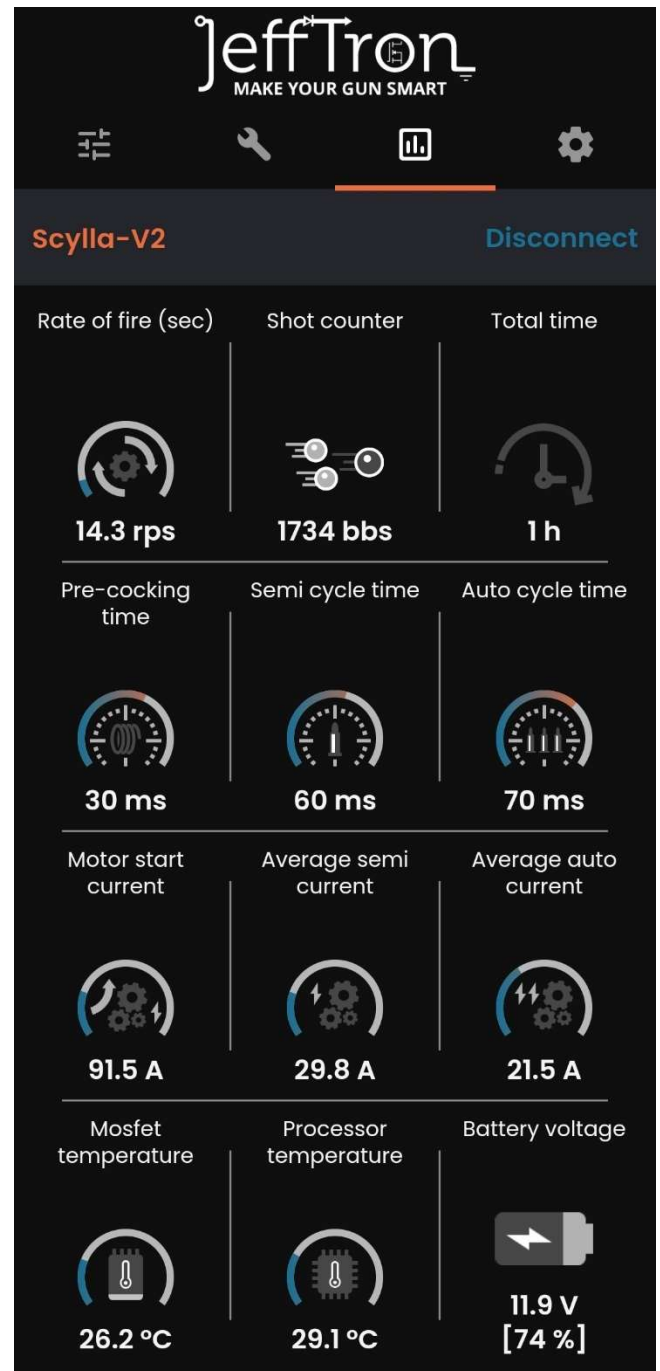 JeffTron
MAKE YOUR GUN SMART
Scylla-V2 Disconnect
Rate of fire (sec) Shot counter Total time
14.3 rps 1734 bbs 1 h
Pre-cocking
time
Semi cycle time Auto cycle time
30 ms 60 ms 70 ms
Motor start
current
Average semi
current
Average auto
current
91.5 A 29.8 A 21.5 A
Mosfet
temperature
Processor
temperature
Battery voltage
26.2 °C 29.1 °C
11.9 V
[74 %]